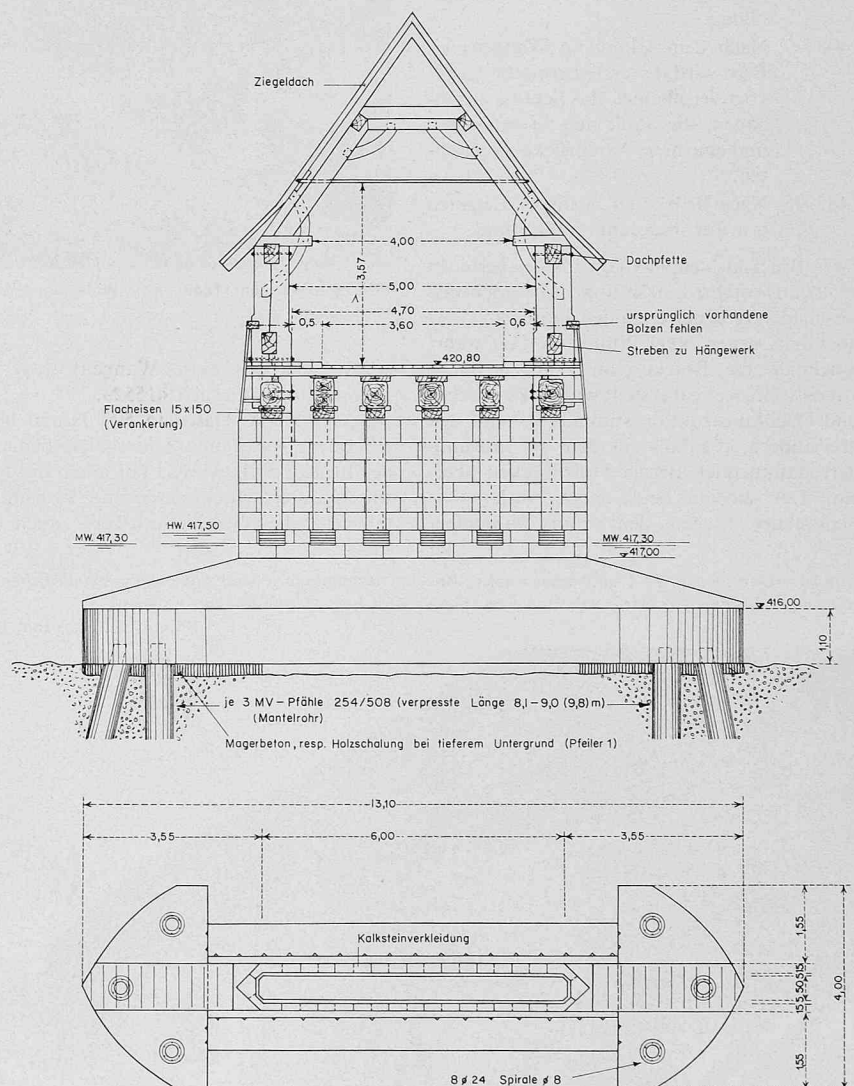 Ziegeldach
4,00
Dachpfette
3,57
5,00
4,70
0,5
3,60
0,6
ursprünglich vorhandene
Bolzen fehlen
420,80
Streben zu Hängewerk
Flacheisen 15x150
(Verankerung)
HW. 417,50
MW. 417,30
MW. 417,30
417,00
416,00
1,10
je 3 MV-Pfähle 254/508 (verpresste Länge 8,1-9,0 (9,8)m)
(Mantelrohr)
Magerbeton, resp. Holzschalung bei tieferem Untergrund (Pfeiler 1)
13,10
3,55
6,00
3,55
Kalksteinverkleidung
1,55
4,00
1,55
8 ø 24 Spirale ø 8